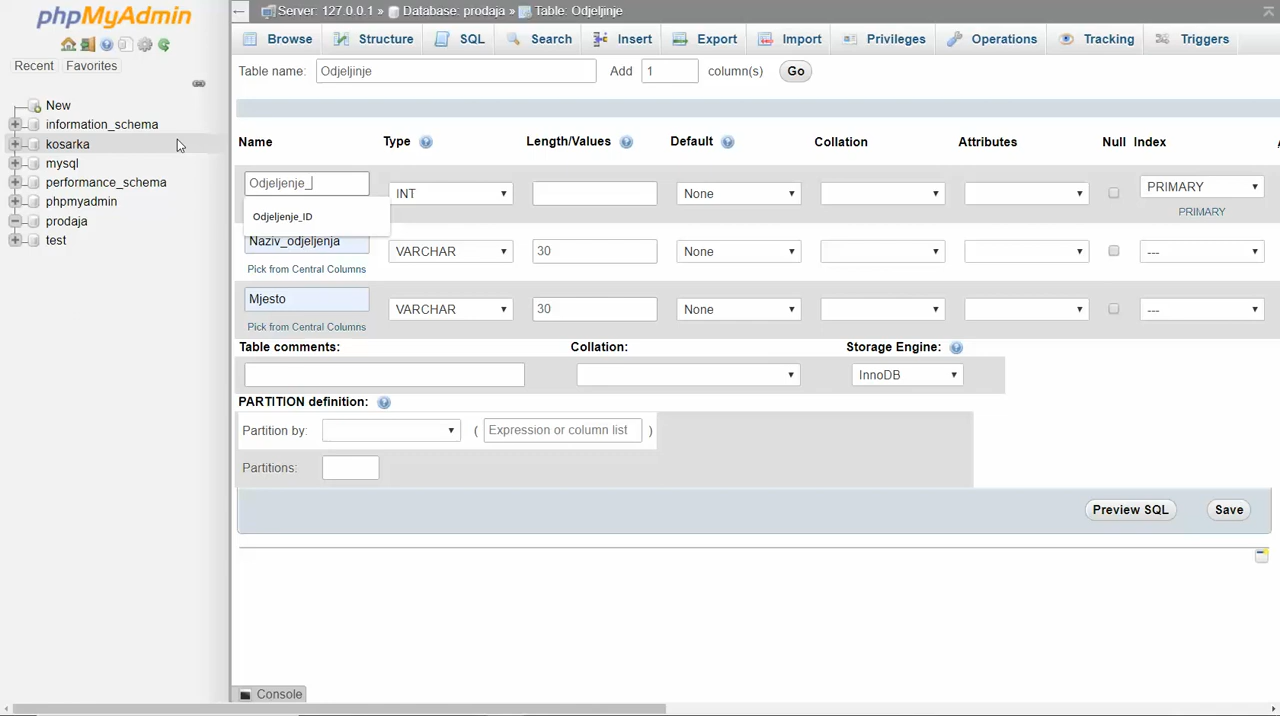 phpMyAdmin
Recent Favorites
New
information_schema
kosarka
mysql
performance_schema
phpmyadmin
prodaja
test
Server: 127.0.0.1 » Database: prodaja » Table: Odjeljinje
Browse Structure SQL Search Insert Export Import Privileges Operations Tracking Triggers
Table name: Odjeljinje Add 1 column(s) Go
Name Type Length/Values Default Collation Attributes Null Index
Odjeljenje_ INT None PRIMARY
PRIMARY
Odjeljenje_ID
Naziv_odjeljenja VARCHAR 30 None ---
Pick from Central Columns
Mjesto VARCHAR 30 None ---
Pick from Central Columns
Table comments: Collation: Storage Engine:
InnoDB
PARTITION definition:
Partition by: ( Expression or column list )
Partitions:
Preview SQL Save
Console